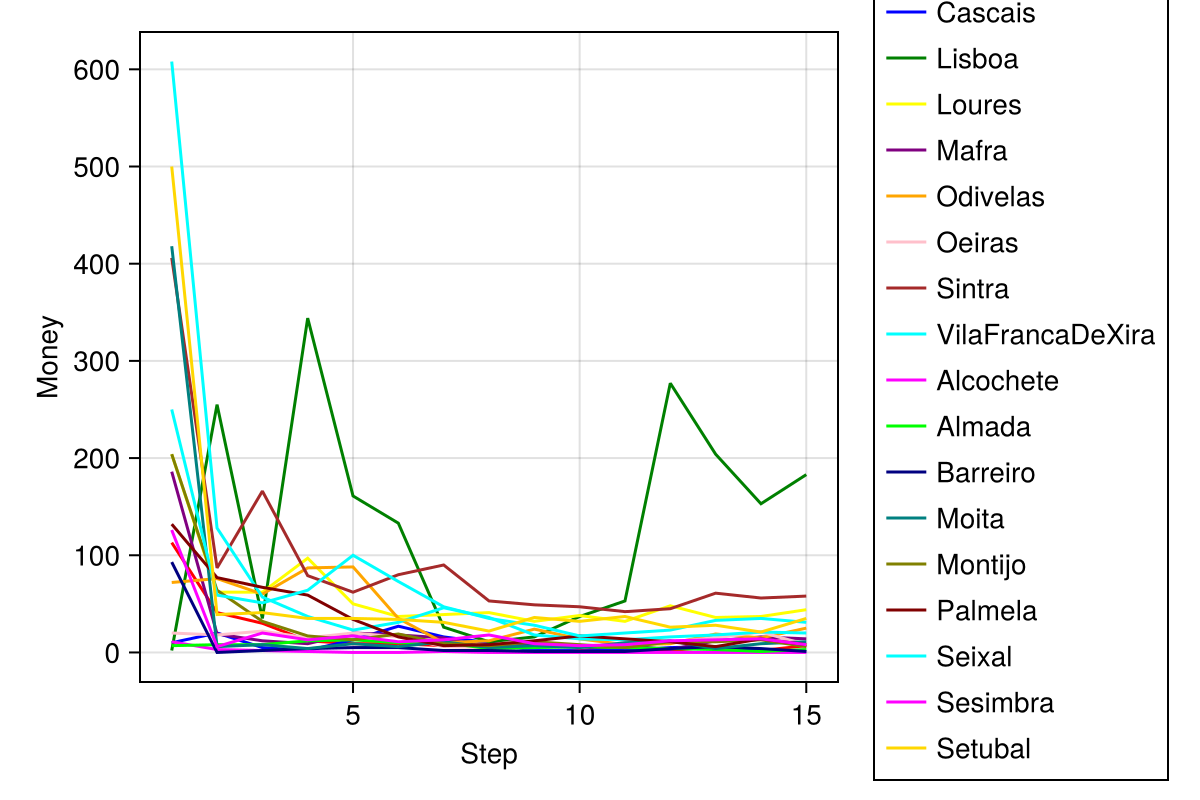 600
500
400
300
200
100
0
Money
5
10
15
Step
Cascais
Lisboa
Loures
Mafra
Odivelas
Oeiras
Sintra
VilaFrancaDeXira
Alcochete
Almada
Barreiro
Moita
Montijo
Palmela
Seixal
Sesimbra
Setubal